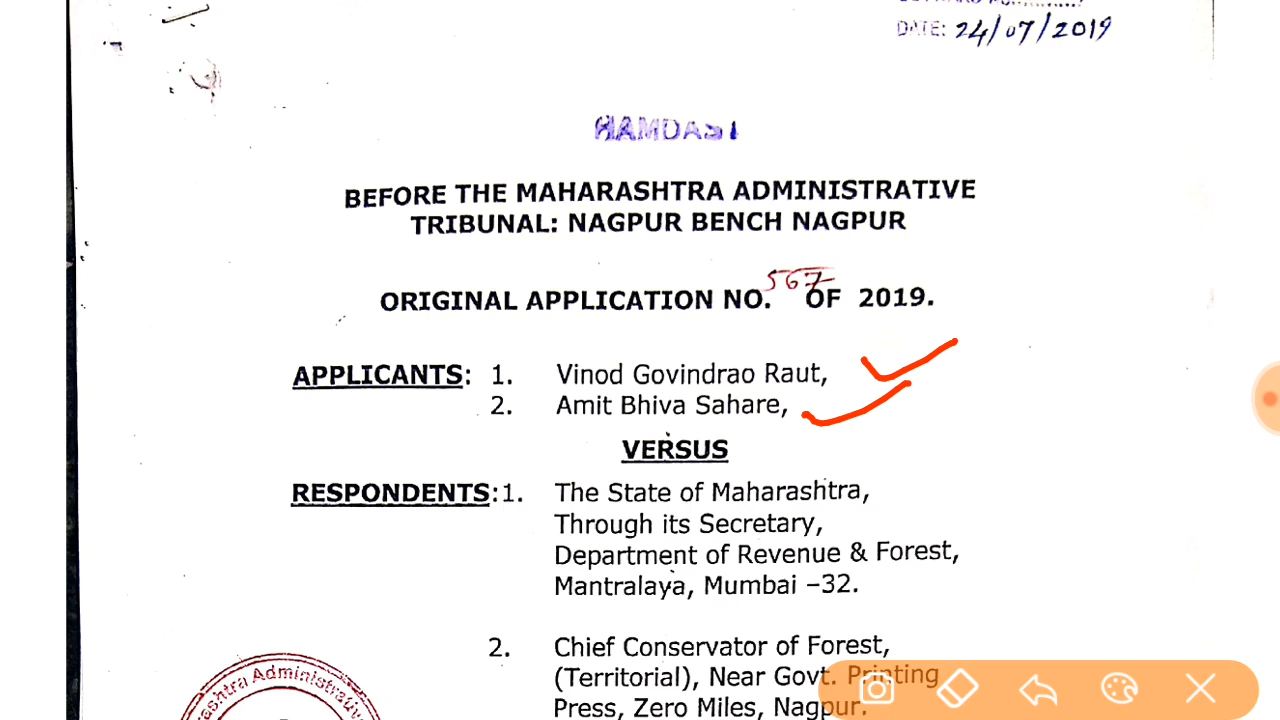 DATE: 24/07/2019
HAMDAST
BEFORE THE MAHARASHTRA ADMINISTRATIVE
TRIBUNAL: NAGPUR BENCH NAGPUR
ORIGINAL APPLICATION NO. 567 OF 2019.
APPLICANTS: 1. Vinod Govindrao Raut,
2. Amit Bhiva Sahare,
VERSUS
RESPONDENTS:1. The State of Maharashtra,
Through its Secretary,
Department of Revenue & Forest,
Mantralaya, Mumbai –32.
2. Chief Conservator of Forest,
(Territorial), Near Govt. Printing
Press, Zero Miles, Nagpur.
Administrative